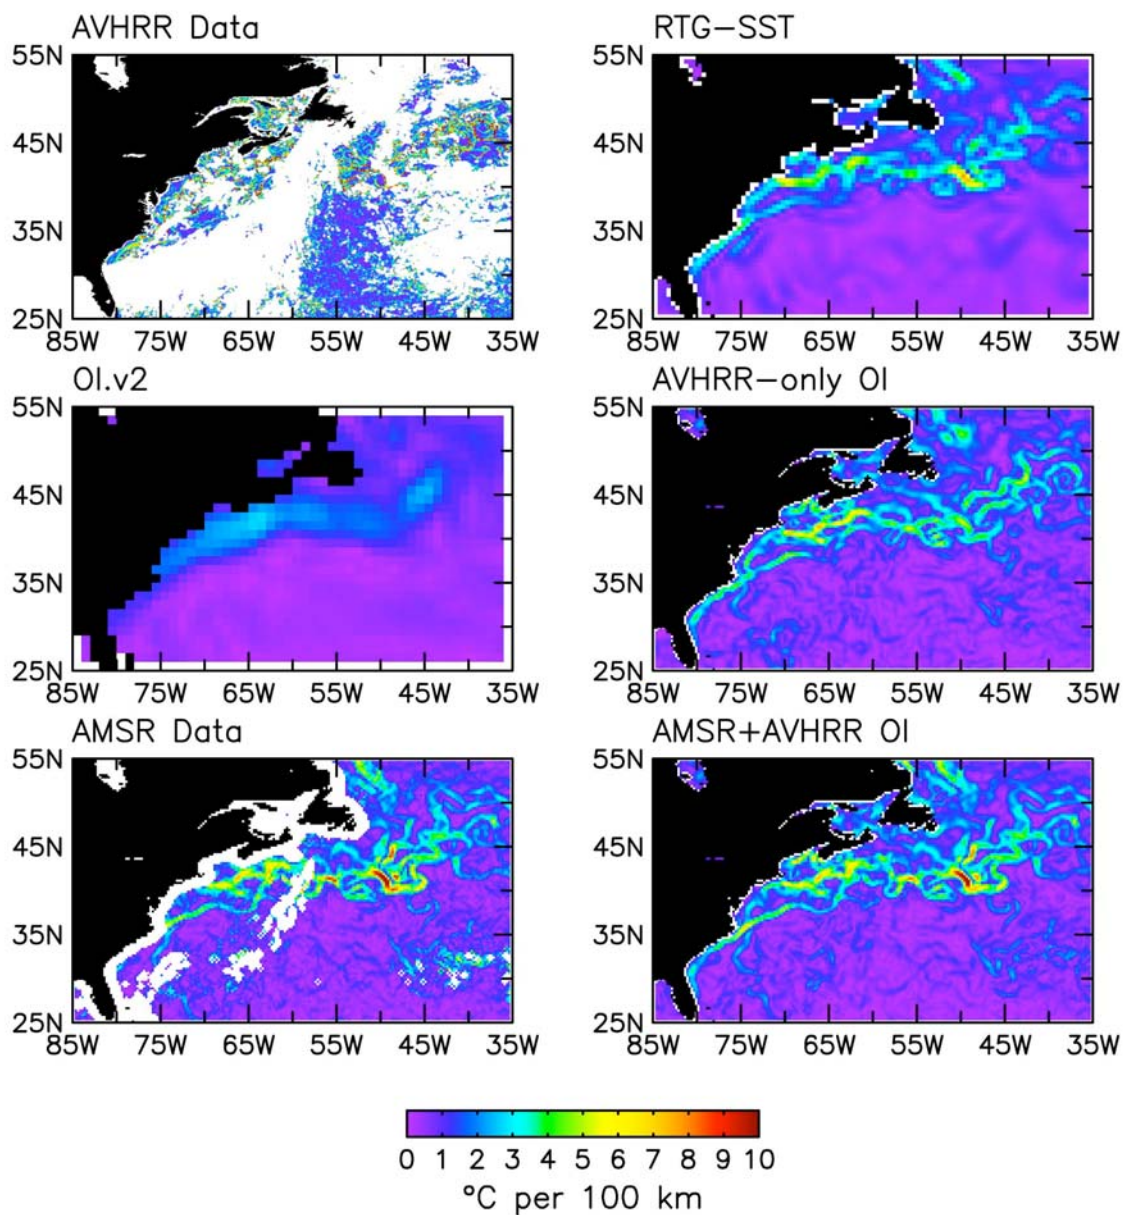 AVHRR Data
RTG-SST
55N
45N
35N
25N
85W 75W 65W 55W 45W 35W
55N
45N
35N
25N
85W 75W 65W 55W 45W 35W
OI.v2
AVHRR-only OI
55N
45N
35N
25N
85W 75W 65W 55W 45W 35W
55N
45N
35N
25N
85W 75W 65W 55W 45W 35W
AMSR Data
AMSR+AVHRR OI
55N
45N
35N
25N
85W 75W 65W 55W 45W 35W
55N
45N
35N
25N
85W 75W 65W 55W 45W 35W
0 1 2 3 4 5 6 7 8 9 10
°C per 100 km